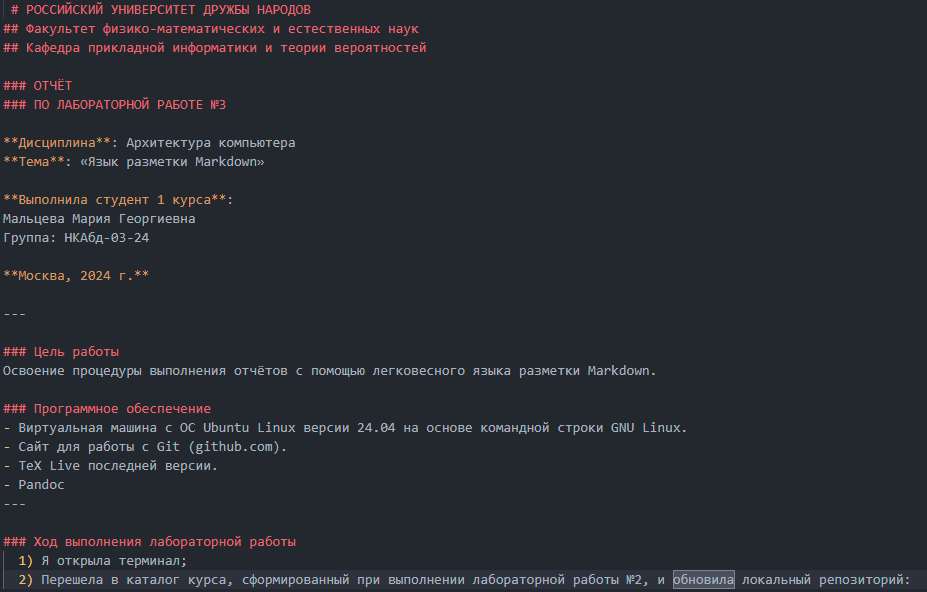 # РОССИЙСКИЙ УНИВЕРСИТЕТ ДРУЖБЫ НАРОДОВ
## Факультет физико-математических и естественных наук
## Кафедра прикладной информатики и теории вероятностей
### ОТЧЁТ
### ПО ЛАБОРАТОРНОЙ РАБОТЕ №3
**Дисциплина**: Архитектура компьютера
**Тема**: «Язык разметки Markdown»
**Выполнила студент 1 курса**:
Мальцева Мария Георгиевна
Группа: НКАбд-03-24
**Москва, 2024 г.**
---
### Цель работы
Освоение процедуры выполнения отчётов с помощью легковесного языка разметки Markdown.
### Программное обеспечение
- Виртуальная машина с ОС Ubuntu Linux версии 24.04 на основе командной строки GNU Linux.
- Сайт для работы с Git (github.com).
- TeX Live последней версии.
- Pandoc
---
### Ход выполнения лабораторной работы
1) Я открыла терминал;
2) Перешела в каталог курса, сформированный при выполнении лабораторной работы №2, и обновила локальный репозиторий: